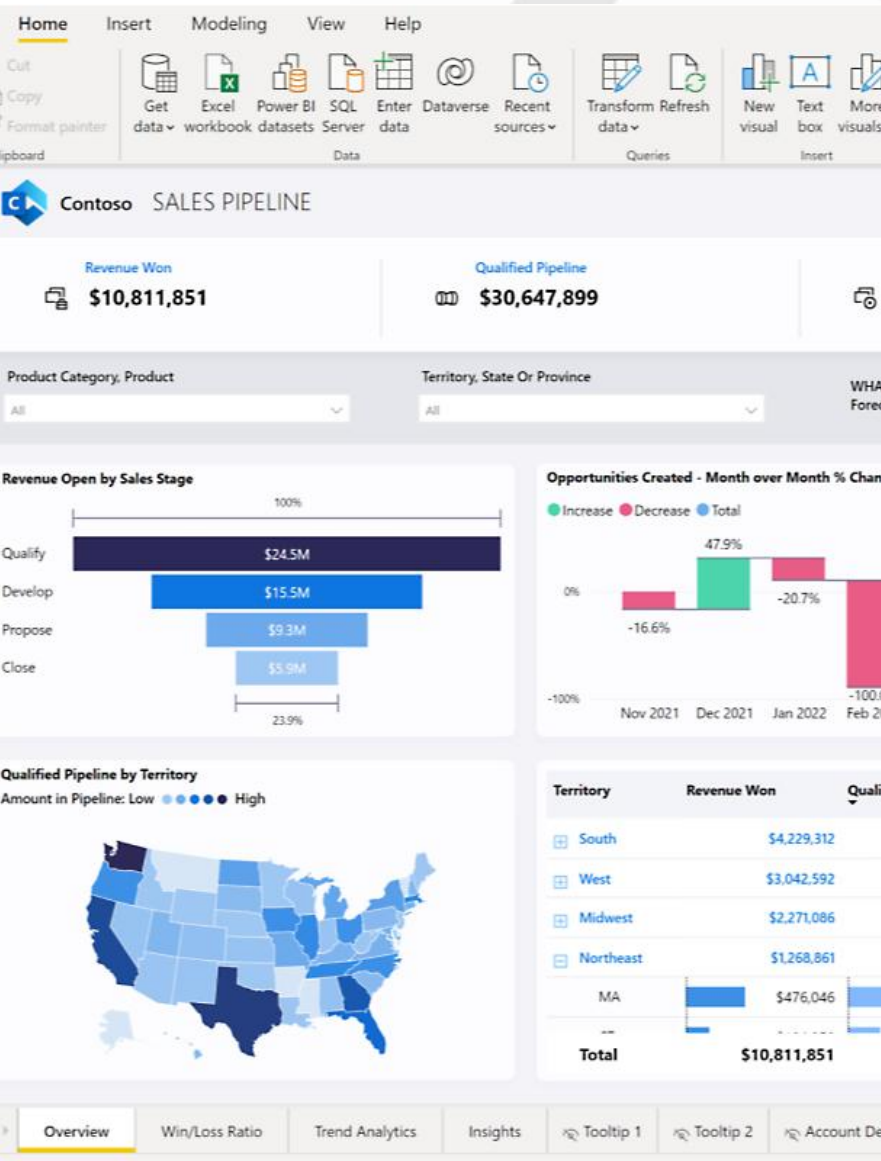 Home Insert Modeling View Help
Cut
Copy
Format painter
Get data
Excel workbook
Power BI datasets
SQL Server
Enter data
Dataverse
Recent sources
Transform data
Refresh
New visual
Text box
More visuals
Data
Queries
Insert
Contoso SALES PIPELINE
Revenue Won
$10,811,851
Qualified Pipeline
$30,647,899
Product Category, Product
All
Territory, State Or Province
All
Revenue Open by Sales Stage
100%
Qualify $24.5M
Develop $15.5M
Propose $9.3M
Close $5.9M
23.9%
Opportunities Created - Month over Month %
Increase Decrease Total
47.9%
0%
-20.7%
-16.6%
-100%
Nov 2021 Dec 2021 Jan 2022 Feb
Qualified Pipeline by Territory
Amount in Pipeline: Low High
Territory Revenue Won
South $4,229,312
West $3,042,592
Midwest $2,271,086
Northeast $1,268,861
MA $476,046
Total $10,811,851
Overview Win/Loss Ratio Trend Analytics Insights Tooltip 1 Tooltip 2 Account